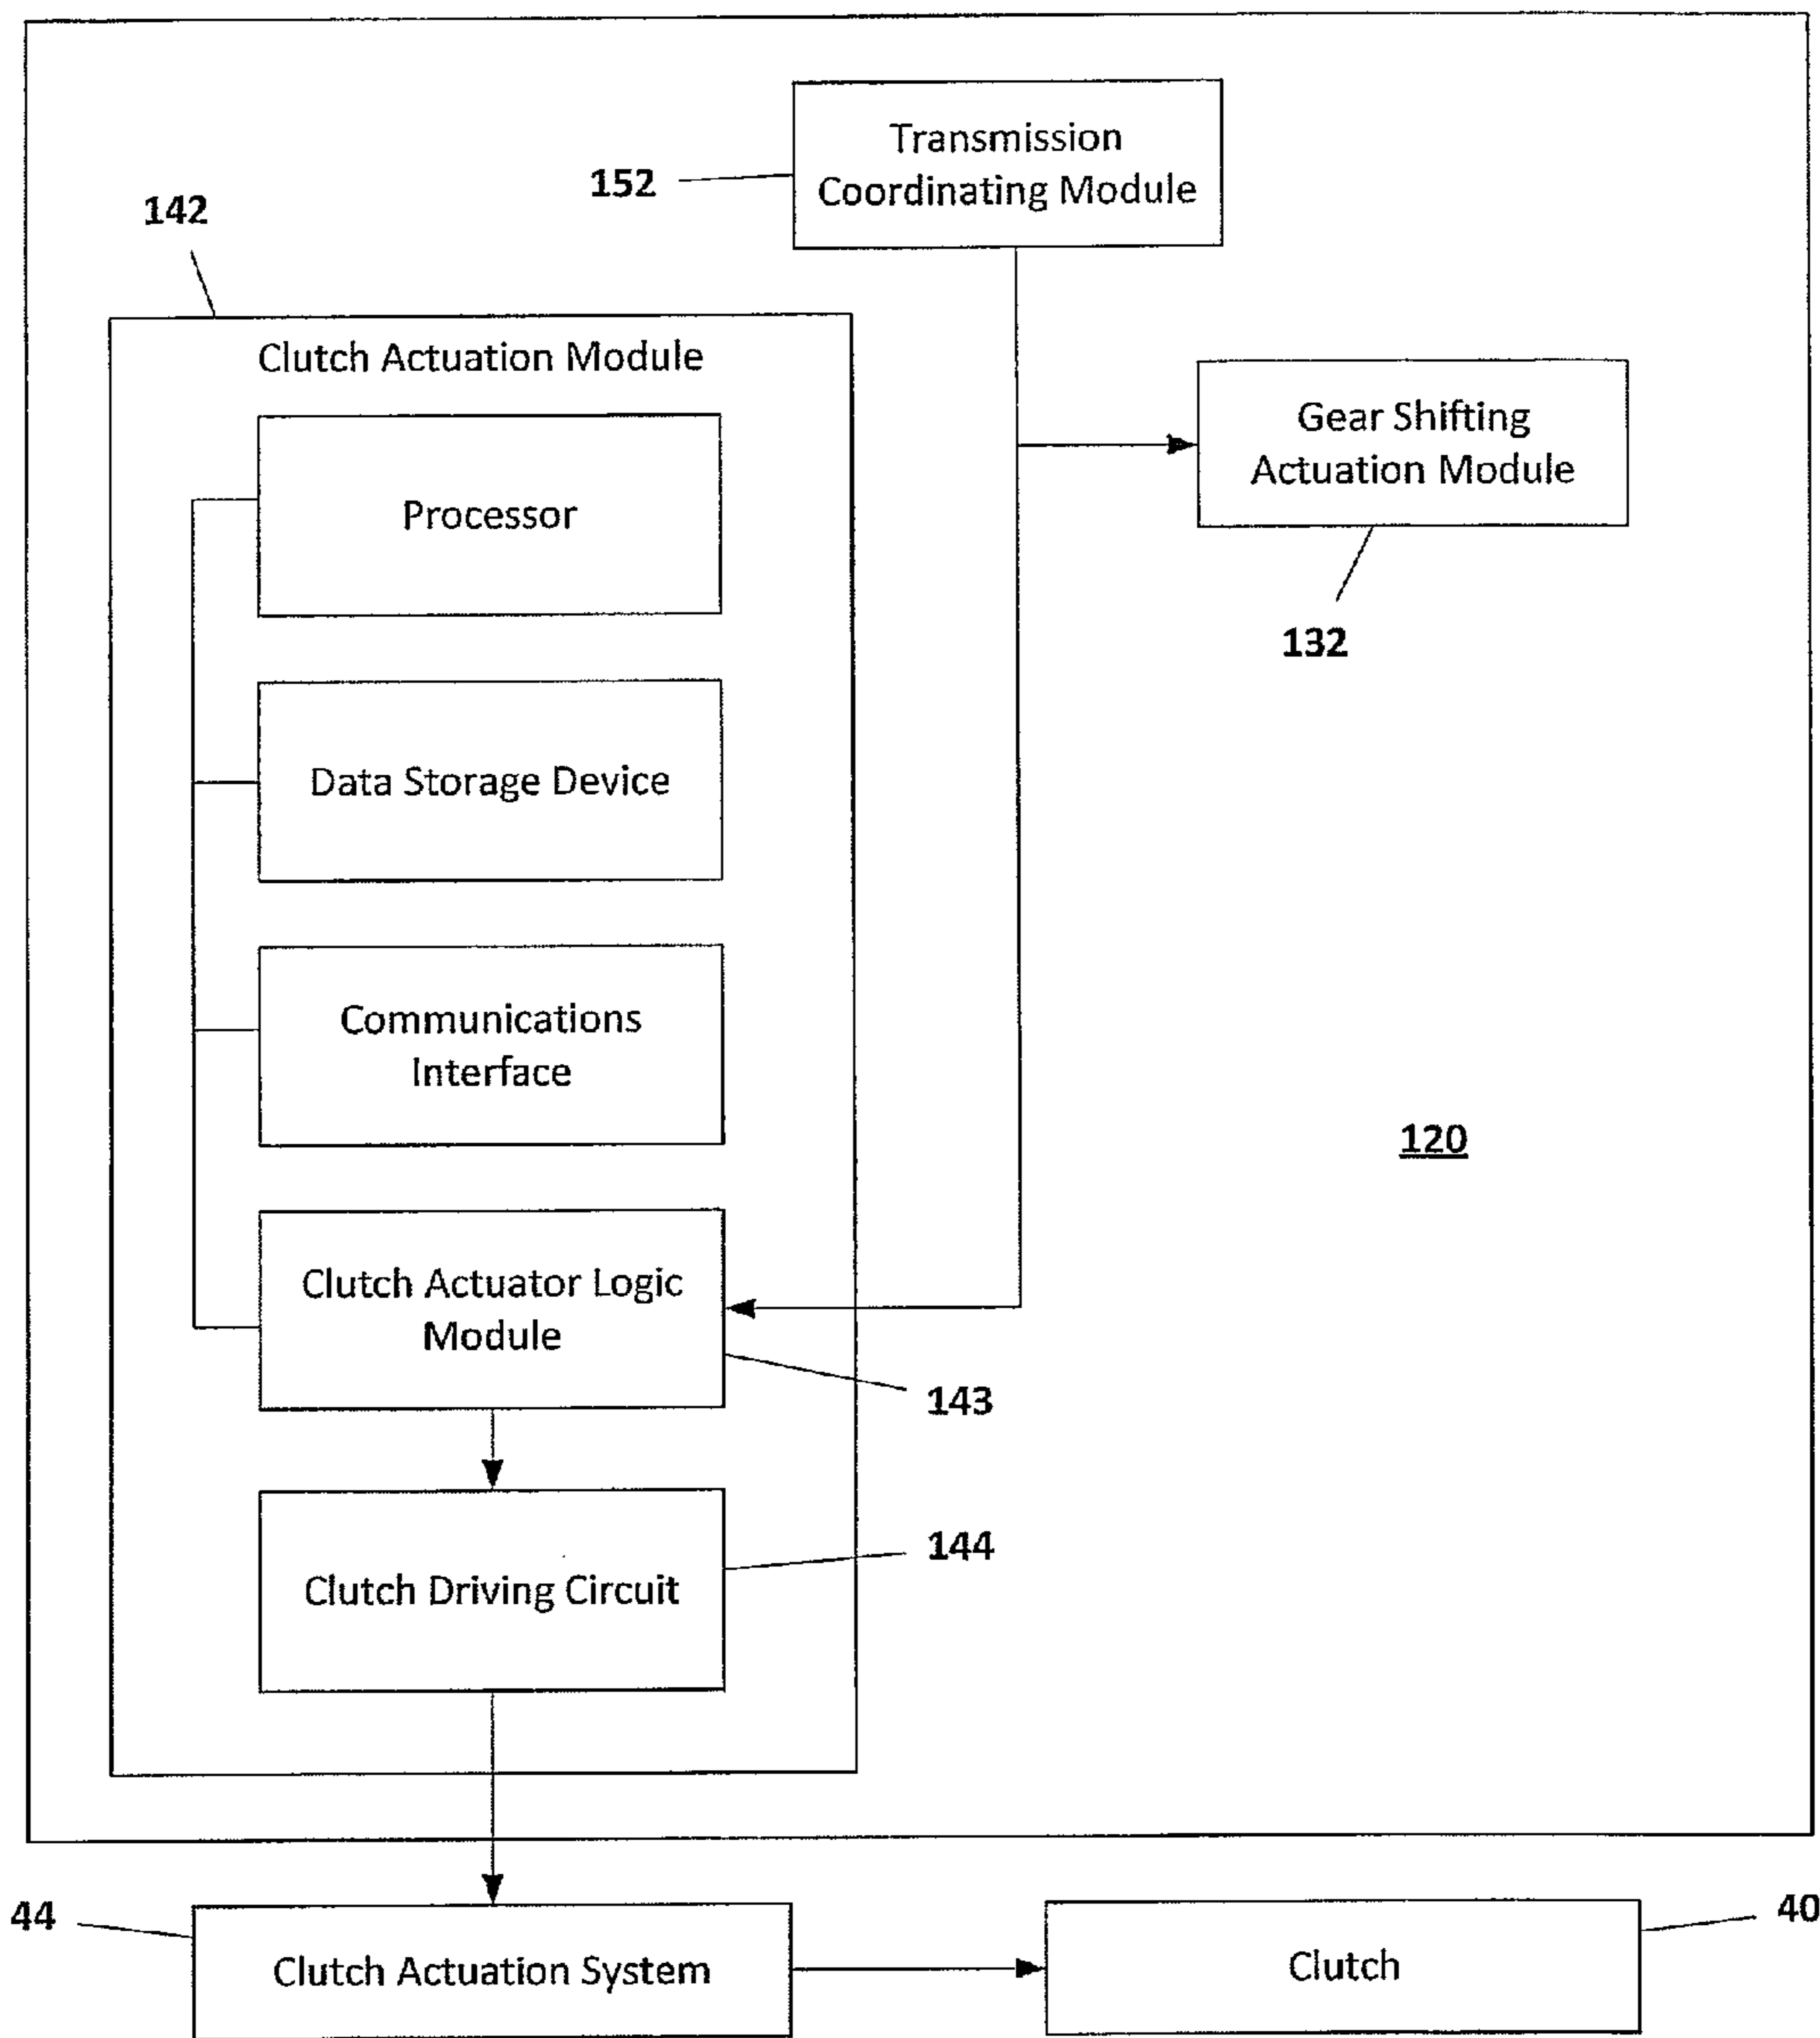 Transmission
Coordinating Module
152
142
Clutch Actuation Module
Gear Shifting
Actuation Module
Processor
132
Data Storage Device
Communications
Interface
120
Clutch Actuator Logic
Module
143
144
Clutch Driving Circuit
44
40
Clutch Actuation System
Clutch